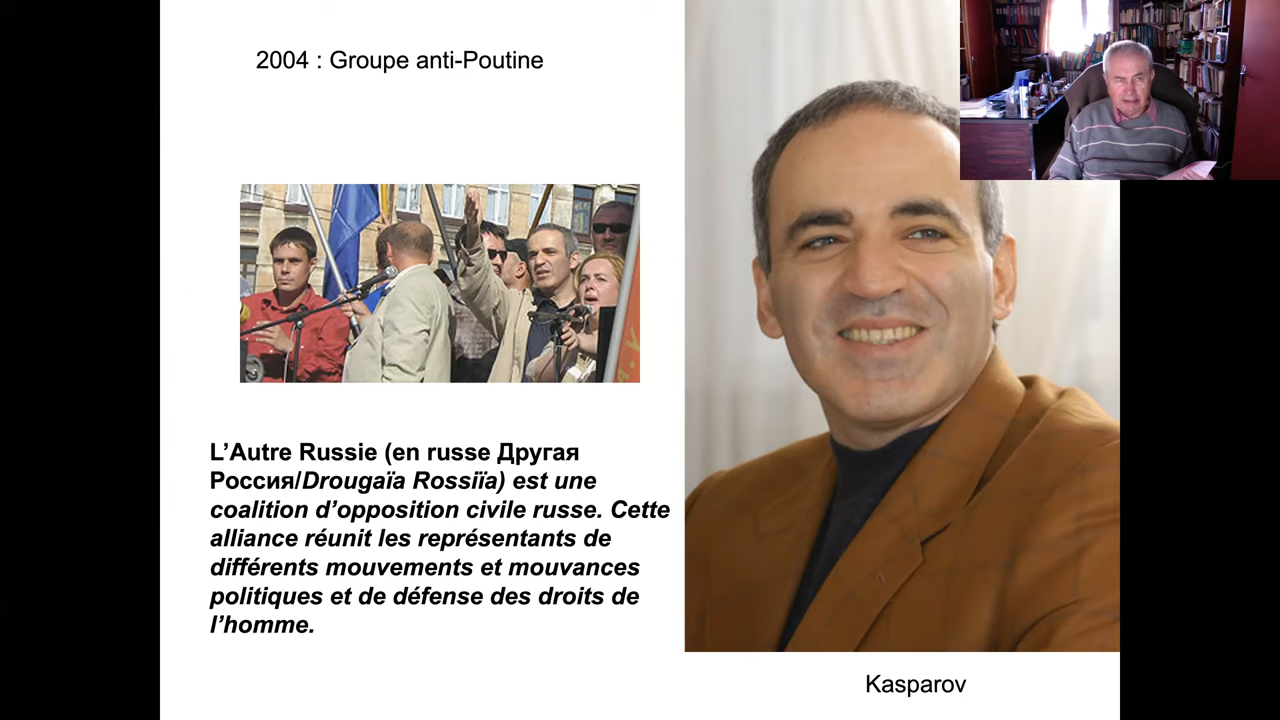 2004 : Groupe anti-Poutine
L’Autre Russie (en russe Другая
Россия/Drougaïa Rossiïa) est une
coalition d’opposition civile russe. Cette
alliance réunit les représentants de
différents mouvements et mouvances
politiques et de défense des droits de
l’homme.
Kasparov